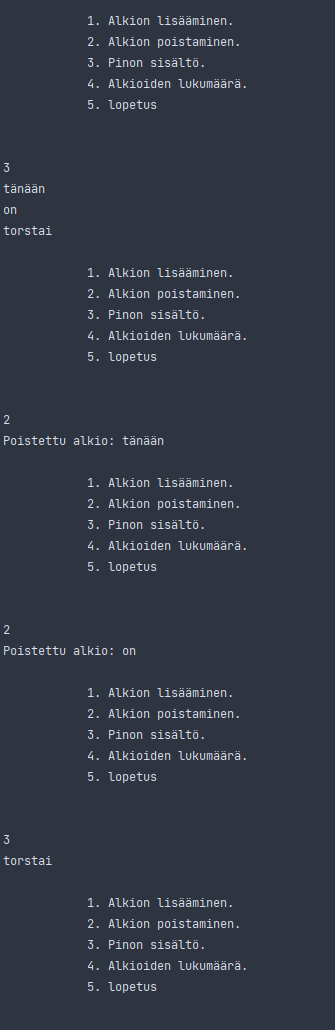 1. Alkion lisääminen.
2. Alkion poistaminen.
3. Pinon sisältö.
4. Alkioiden lukumäärä.
5. lopetus
3
tänään
on
torstai
1. Alkion lisääminen.
2. Alkion poistaminen.
3. Pinon sisältö.
4. Alkioiden lukumäärä.
5. lopetus
2
Poistettu alkio: tänään
1. Alkion lisääminen.
2. Alkion poistaminen.
3. Pinon sisältö.
4. Alkioiden lukumäärä.
5. lopetus
2
Poistettu alkio: on
1. Alkion lisääminen.
2. Alkion poistaminen.
3. Pinon sisältö.
4. Alkioiden lukumäärä.
5. lopetus
3
torstai
1. Alkion lisääminen.
2. Alkion poistaminen.
3. Pinon sisältö.
4. Alkioiden lukumäärä.
5. lopetus